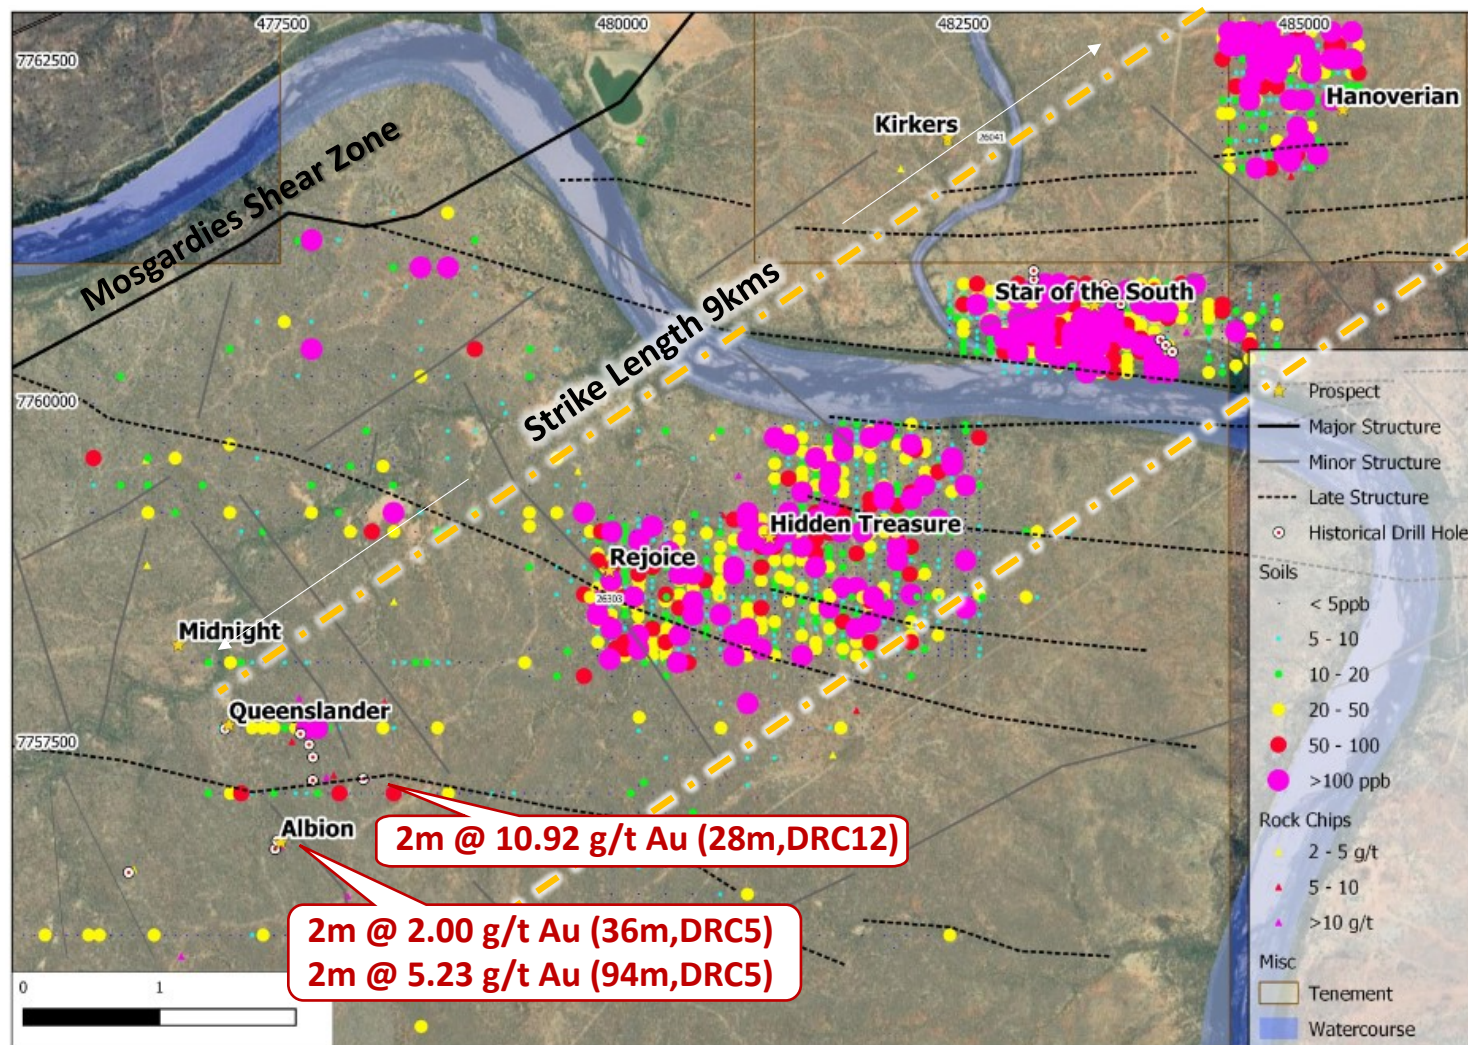 477500
480000
482500
485000
7762500
Hanoverian
Kirkers
26041
Mosgardies Shear Zone
Star of the South
Strike Length 9kms
7760000
Prospect
Major Structure
Minor Structure
Late Structure
Historical Drill Hole
Hidden Treasure
Rejoice
26303
Soils
< 5ppb
5 - 10
10 - 20
20 - 50
50 - 100
>100 ppb
Midnight
Queenslander
7757500
Albion
2m @ 10.92 g/t Au (28m,DRC12)
Rock Chips
2 - 5 g/t
5 - 10
>10 g/t
2m @ 2.00 g/t Au (36m,DRC5)
2m @ 5.23 g/t Au (94m,DRC5)
Misc
Tenement
Watercourse
0
1